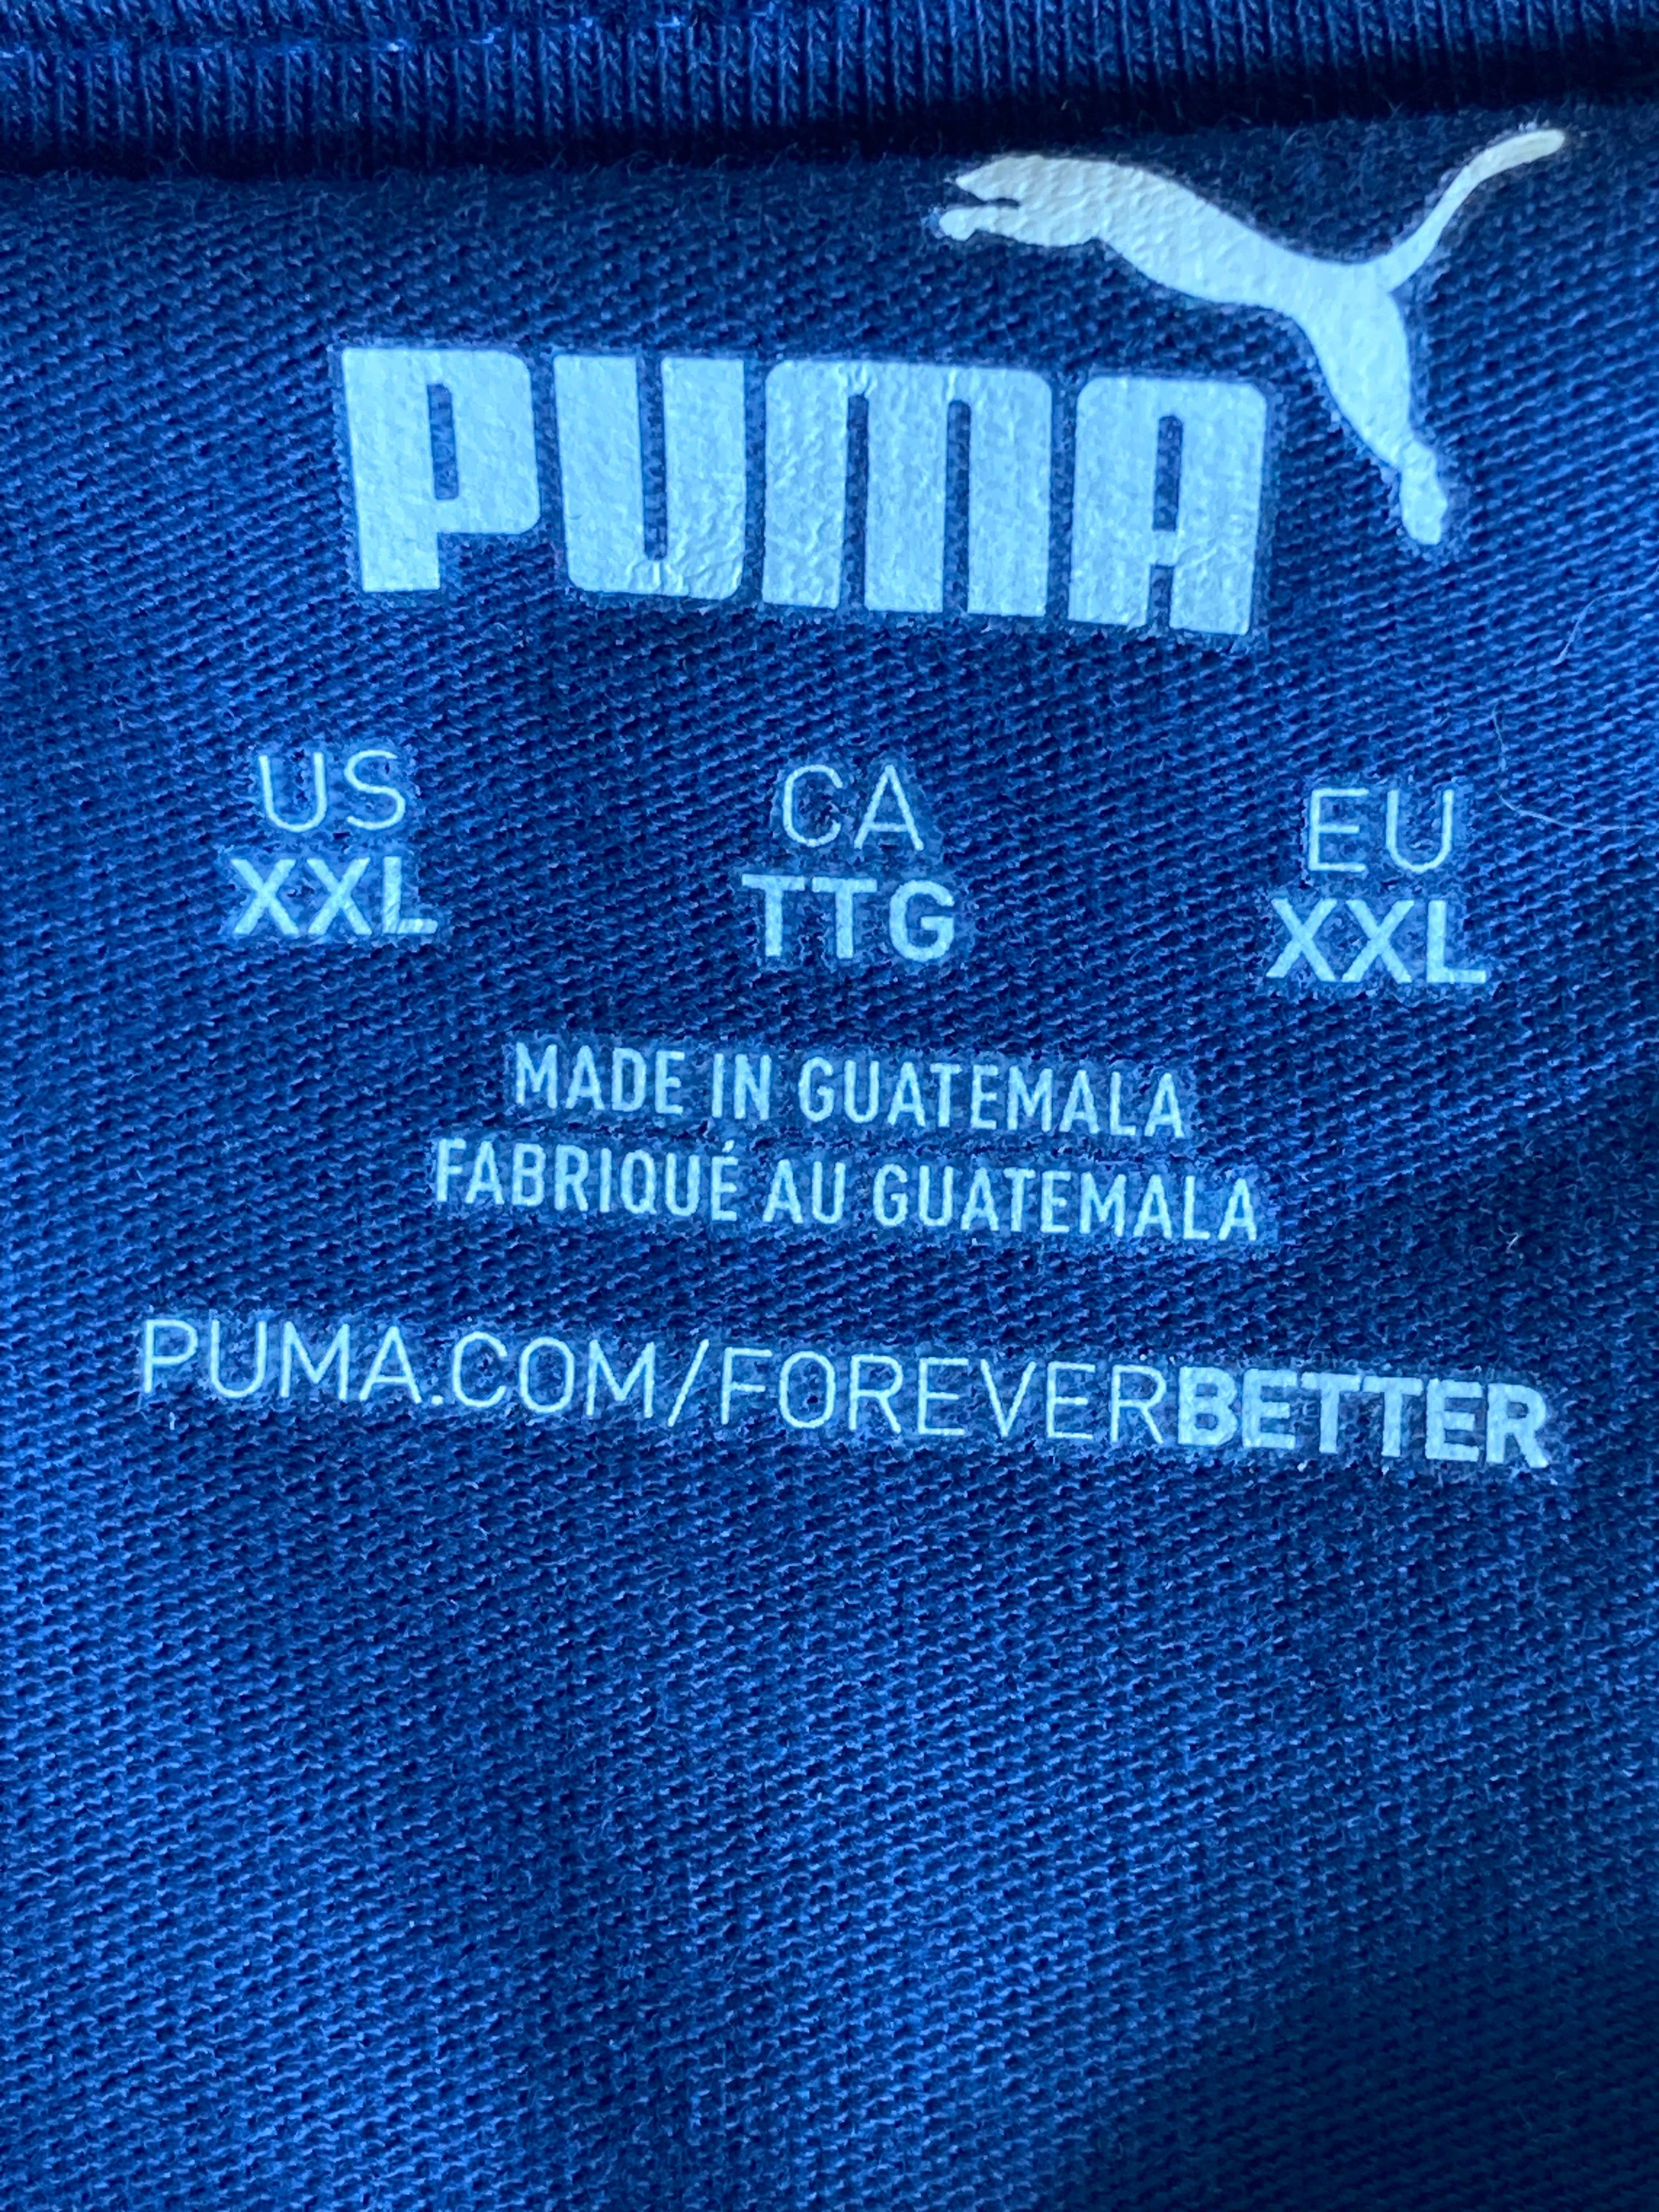 PUMA
US CA EU
XXL TTG XXL
MADE IN GUATEMALA
FABRIQUÉ AU GUATEMALA
PUMA.COM/FOREVERBETTER